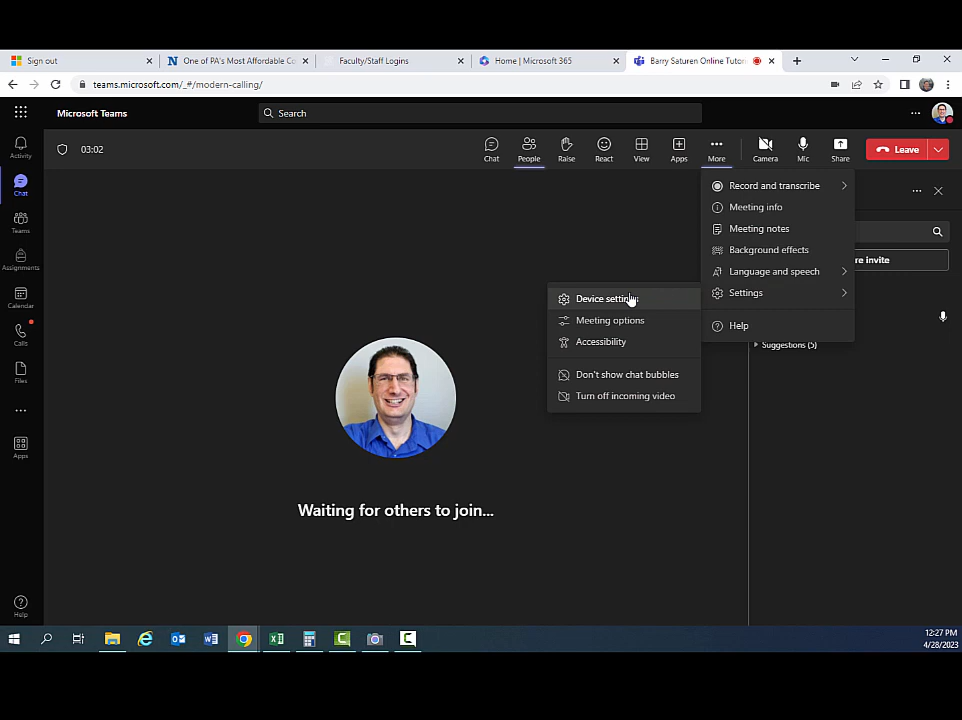 Sign out
One of PA's Most Affordable Co
Faculty/Staff Logins
Home | Microsoft 365
Barry Saturen Online Tutori
teams.microsoft.com/_#/modern-calling/
Microsoft Teams
Search
Activity
Chat
Teams
Assignments
Calendar
Calls
Files
Apps
Help
03:02
Chat
People
Raise
React
View
Apps
More
Camera
Mic
Share
Leave
Record and transcribe
Meeting info
Meeting notes
Background effects
Language and speech
Settings
Help
re invite
Suggestions (5)
Device settings
Meeting options
Accessibility
Don't show chat bubbles
Turn off incoming video
Waiting for others to join...
12:27 PM
4/28/2023